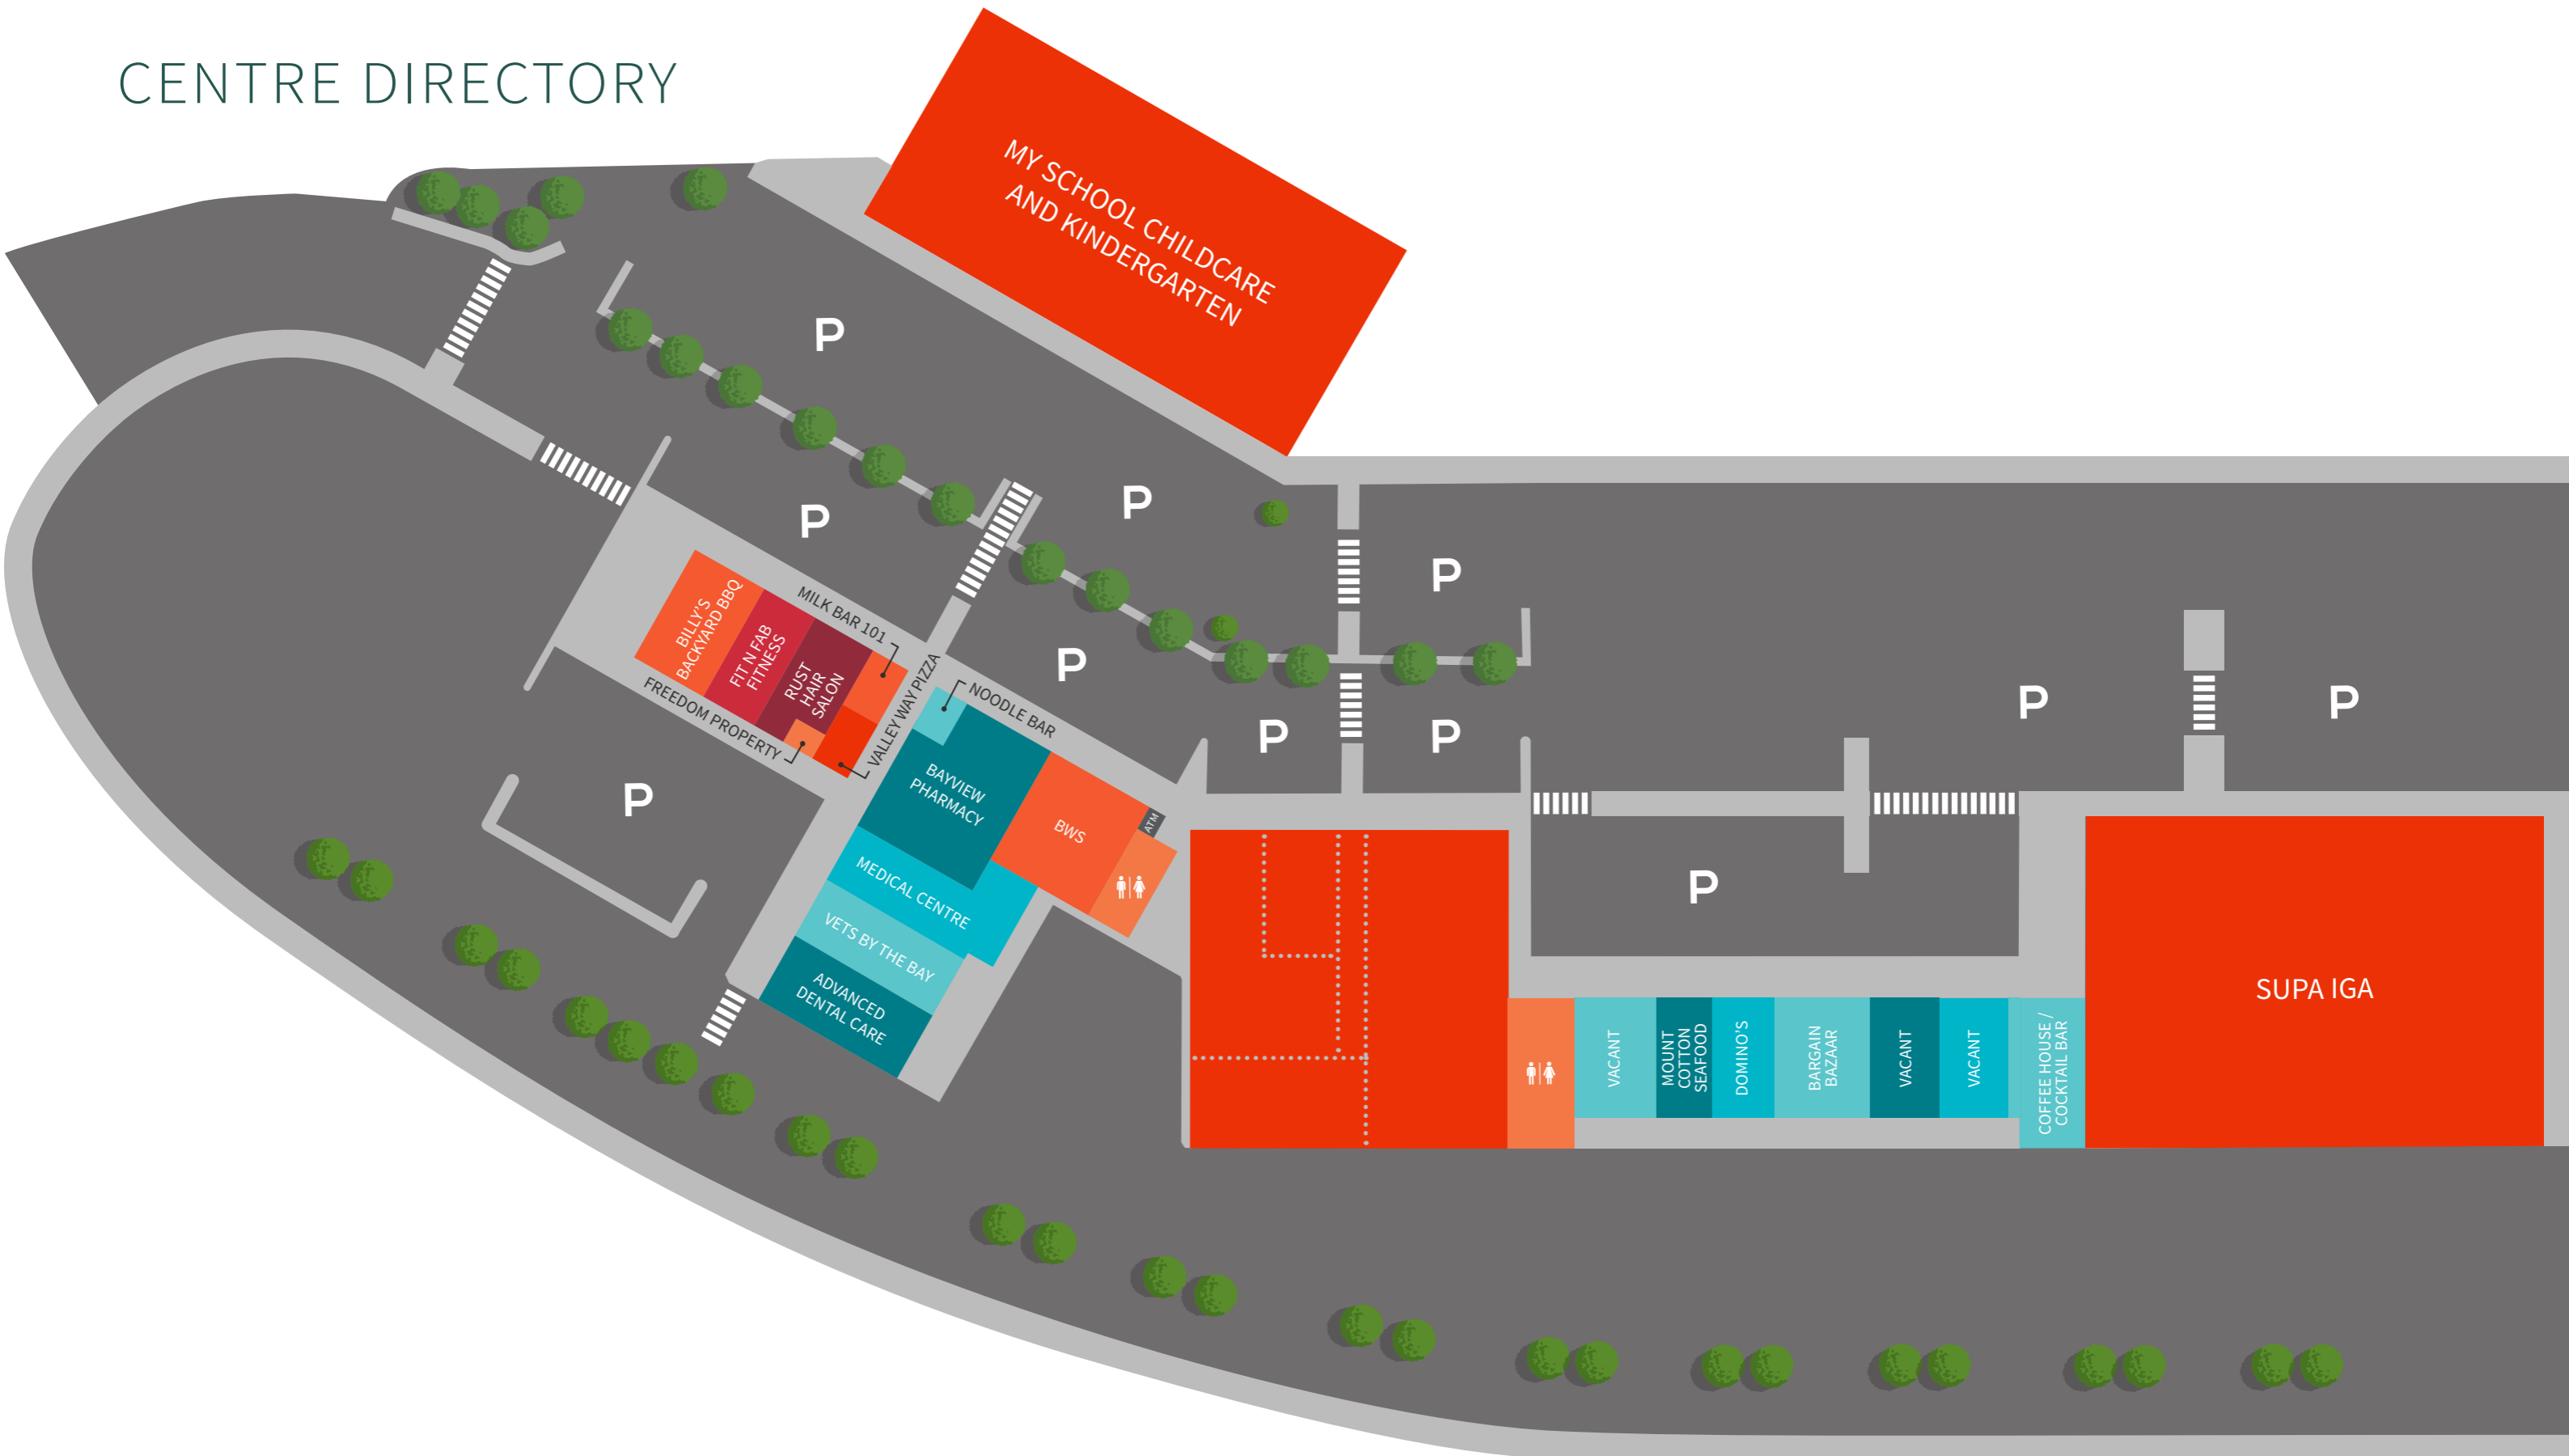 CENTRE DIRECTORY
MY SCHOOL CHILDCARE
AND KINDERGARTEN
P
P
P
P
P
P
P
P
P
P
P
MILK BAR 101
BILLY'S
BACKYARD BBQ
FIT N FAB
FITNESS
RUST
HAIR
SALON
FREEDOM PROPERTY
VALLEY WAY PIZZA
NOODLE BAR
BAYVIEW
PHARMACY
BWS
ATM
MEDICAL CENTRE
VETS BY THE BAY
ADVANCED
DENTAL CARE
VACANT
MOUNT
COTTON
SEAFOOD
DOMINO'S
BARGAIN
BAZAAR
VACANT
VACANT
COFFEE HOUSE /
COCKTAIL BAR
SUPA IGA